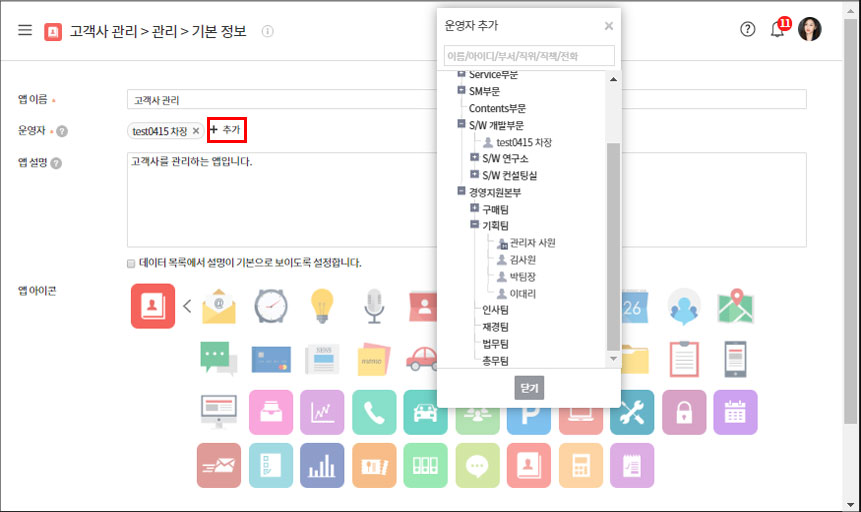 고객사 관리 > 관리 > 기본 정보
11
앱 이름
고객사 관리
운영자
test0415 차장 ×
+ 추가
앱 설명
고객사를 관리하는 앱입니다.
데이터 목록에서 설명이 기본으로 보이도록 설정합니다.
앱 아이콘
운영자 추가
이름/아이디/부서/직위/직책/전화
Service부문
SM부문
Contents부문
S/W 개발부문
test0415 차장
S/W 연구소
S/W 컨설팅실
경영지원본부
구매팀
기획팀
관리자 사원
김사원
박팀장
이대리
인사팀
재경팀
법무팀
총무팀
닫기
26
P